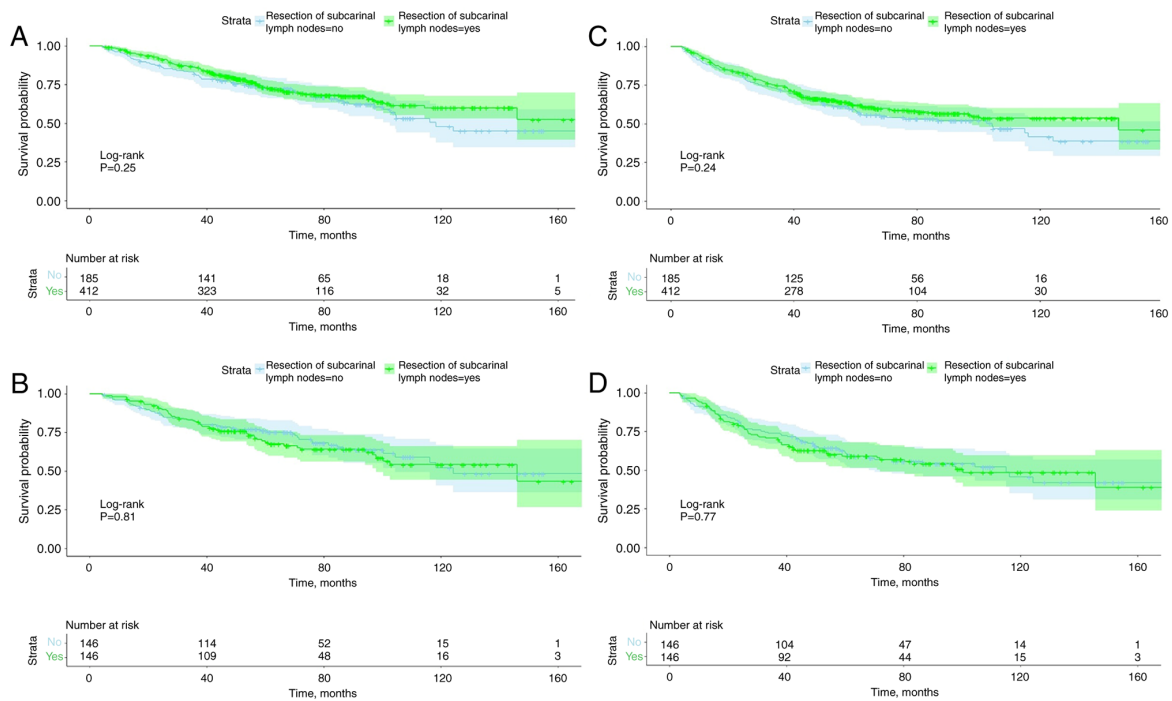 A
Strata Resection of subcarinal lymph nodes=no Resection of subcarinal lymph nodes=yes
Survival probability
1.00
0.75
0.50
0.25
0.00
Log-rank
P=0.25
0 40 80 120 160
Time, months
Number at risk
Strata
No 185 141 65 18 1
Yes 412 323 116 32 5
0 40 80 120 160
Time, months
C
Strata Resection of subcarinal lymph nodes=no Resection of subcarinal lymph nodes=yes
Survival probability
1.00
0.75
0.50
0.25
0.00
Log-rank
P=0.24
0 40 80 120 160
Time, months
Number at risk
Strata
No 185 125 56 16
Yes 412 278 104 30
0 40 80 120 160
Time, months
B
Strata Resection of subcarinal lymph nodes=no Resection of subcarinal lymph nodes=yes
Survival probability
1.00
0.75
0.50
0.25
0.00
Log-rank
P=0.81
0 40 80 120 160
Time, months
Number at risk
Strata
No 146 114 52 15 1
Yes 146 109 48 16 3
0 40 80 120 160
Time, months
D
Strata Resection of subcarinal lymph nodes=no Resection of subcarinal lymph nodes=yes
Survival probability
1.00
0.75
0.50
0.25
0.00
Log-rank
P=0.77
0 40 80 120 160
Time, months
Number at risk
Strata
No 146 104 47 14 1
Yes 146 92 44 15 3
0 40 80 120 160
Time, months